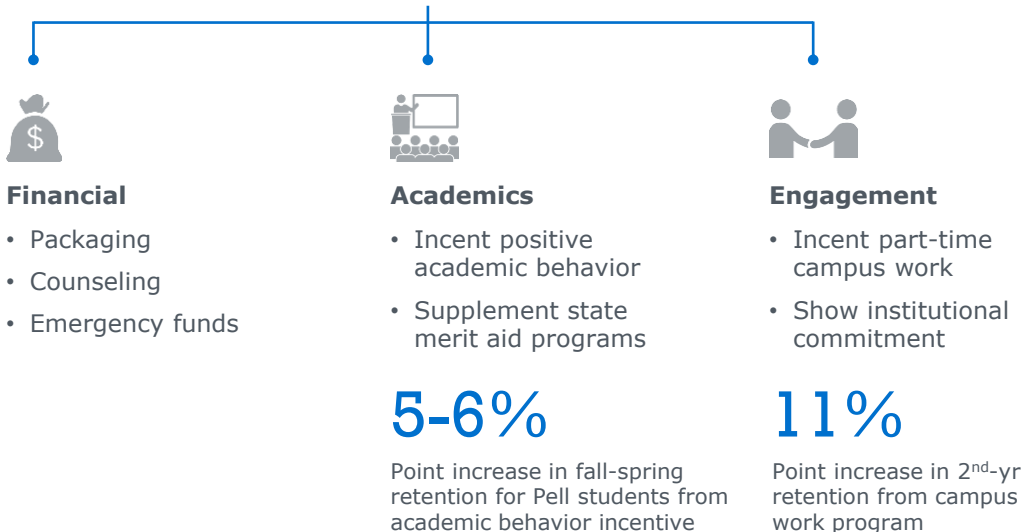 $
Financial
• Packaging
• Counseling
• Emergency funds
Academics
• Incent positive
academic behavior
• Supplement state
merit aid programs
5-6%
Point increase in fall-spring
retention for Pell students from
academic behavior incentive
Engagement
• Incent part-time
campus work
• Show institutional
commitment
11%
Point increase in 2nd-yr
retention from campus
work program